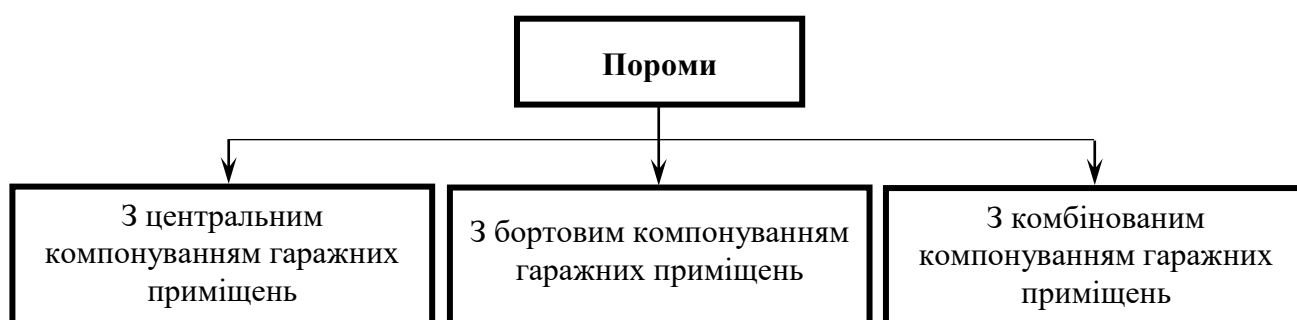 Пороми
З центральним
компонуванням гаражних
приміщень
З бортовим компонуванням
гаражних приміщень
З комбінованим
компонуванням гаражних
приміщень